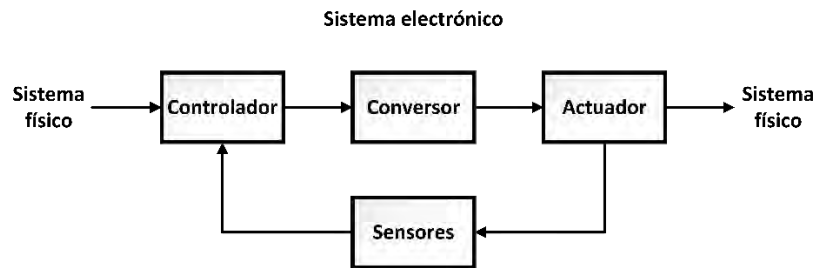 Sistema electrónico
Sistema
físico
Controlador
Conversor
Actuador
Sistema
físico
Sensores